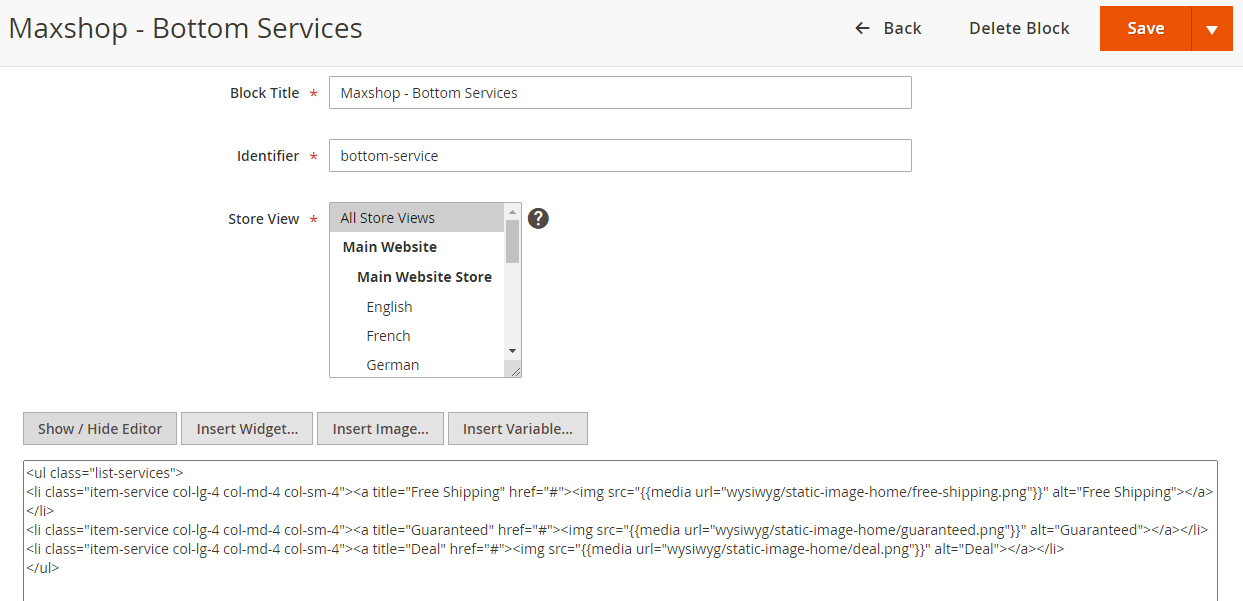 Maxshop - Bottom Services
Back
Delete Block
Save
Block Title *
Maxshop - Bottom Services
Identifier *
bottom-service
Store View *
All Store Views
?
Main Website
Main Website Store
English
French
German
Show / Hide Editor
Insert Widget...
Insert Image...
Insert Variable...
<ul class="list-services">
<li class="item-service col-lg-4 col-md-4 col-sm-4"><a title="Free Shipping" href="#"><img src="{{media url="wysiwyg/static-image-home/free-shipping.png"}}" alt="Free Shipping"></a>
</li>
<li class="item-service col-lg-4 col-md-4 col-sm-4"><a title="Guaranteed" href="#"><img src="{{media url="wysiwyg/static-image-home/guaranteed.png"}}" alt="Guaranteed"></a></li>
<li class="item-service col-lg-4 col-md-4 col-sm-4"><a title="Deal" href="#"><img src="{{media url="wysiwyg/static-image-home/deal.png"}}" alt="Deal"></a></li>
</ul>